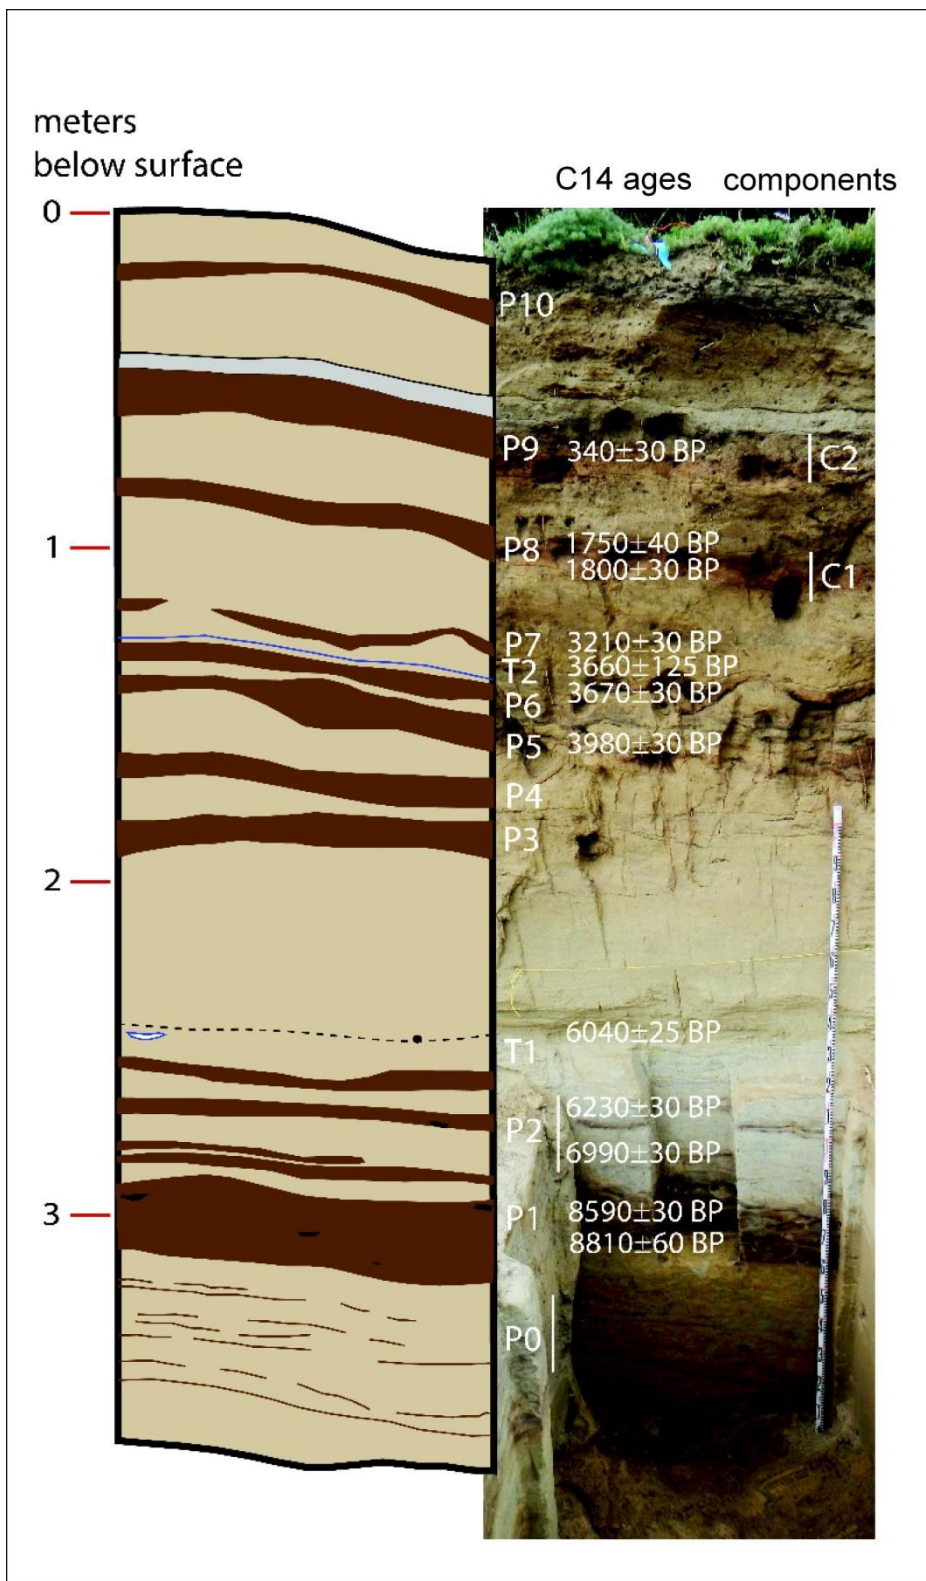 meters
below surface
C14 ages components
0
P10
P9 340±30 BP C2
1
P8 1750±40 BP
1800±30 BP C1
P7 3210±30 BP
T2 3660±125 BP
P6 3670±30 BP
P5 3980±30 BP
P4
P3
2
T1 6040±25 BP
P2 6230±30 BP
6990±30 BP
3
P1 8590±30 BP
8810±60 BP
P0